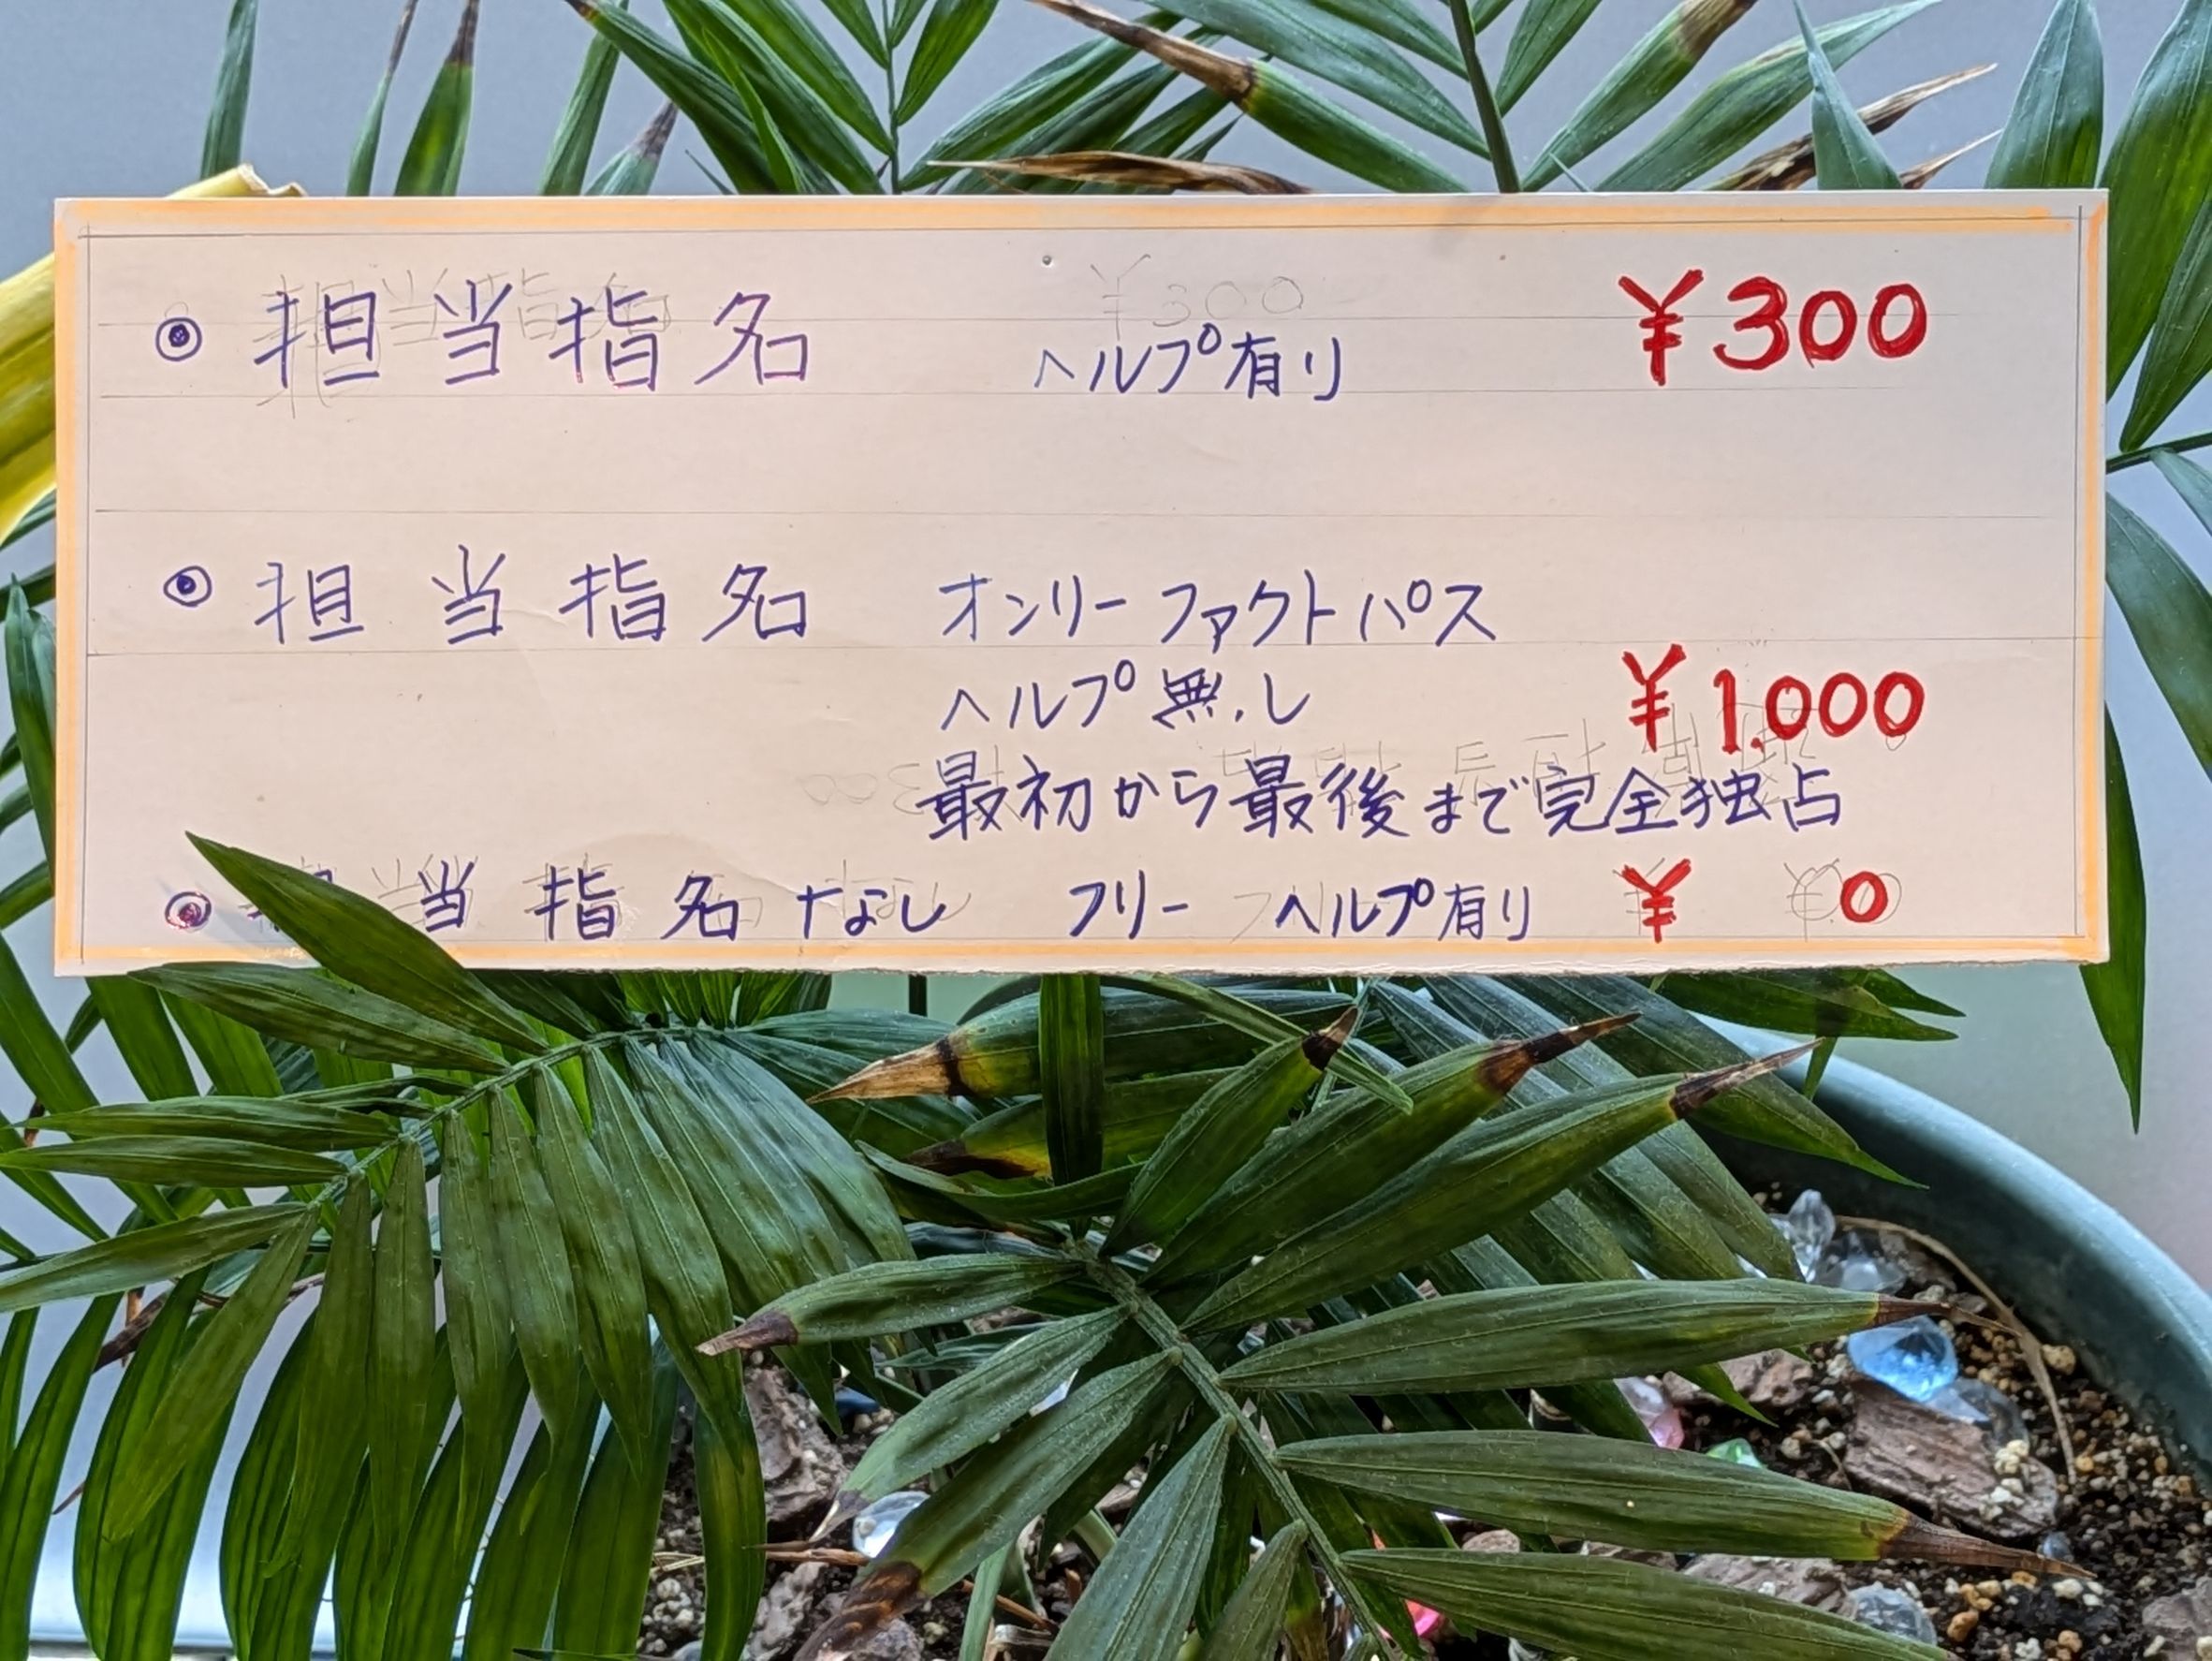 ◉ 担当指名 ヘルプ有り ¥300
◉ 担当指名 オンリーファクトパス
ヘルプ無し ¥1,000
最初から最後まで完全独占
◉ 担当指名なし フリー ヘルプ有り ¥0